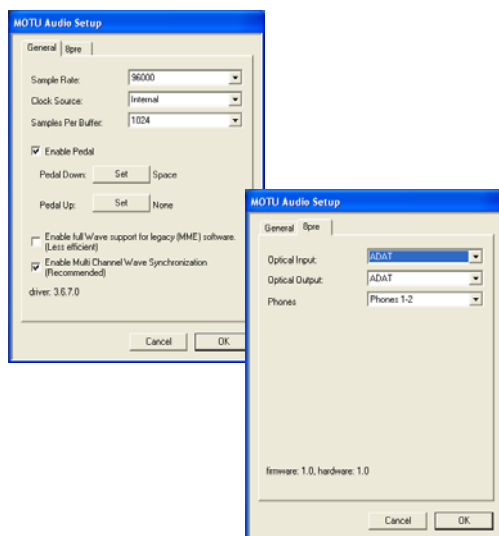 MOTU Audio Setup
General 8pre
Sample Rate: 96000
Clock Source: Internal
Samples Per Buffer: 1024
Enable Pedal
Pedal Down: Set Space
Pedal Up: Set None
Enable full Wave support for legacy (MME) software.
(Less efficient)
Enable Multi Channel Wave Synchronization
(Recommended)
driver: 3.6.7.0
Cancel OK
MOTU Audio Setup
General 8pre
Optical Input: ADAT
Optical Output: ADAT
Phones Phones 1-2
firmware: 1.0, hardware: 1.0
Cancel OK